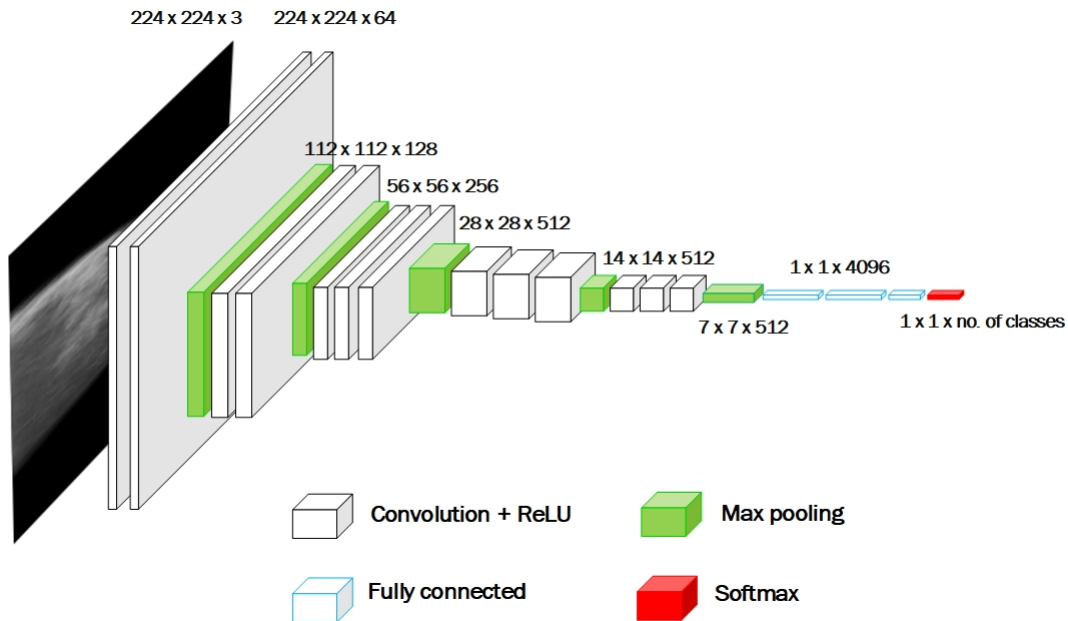 224 x 224 x 3
224 x 224 x 64
112 x 112 x 128
56 x 56 x 256
28 x 28 x 512
14 x 14 x 512
1 x 1 x 4096
7 x 7 x 512
1 x 1 x no. of classes
Convolution + ReLU
Max pooling
Fully connected
Softmax